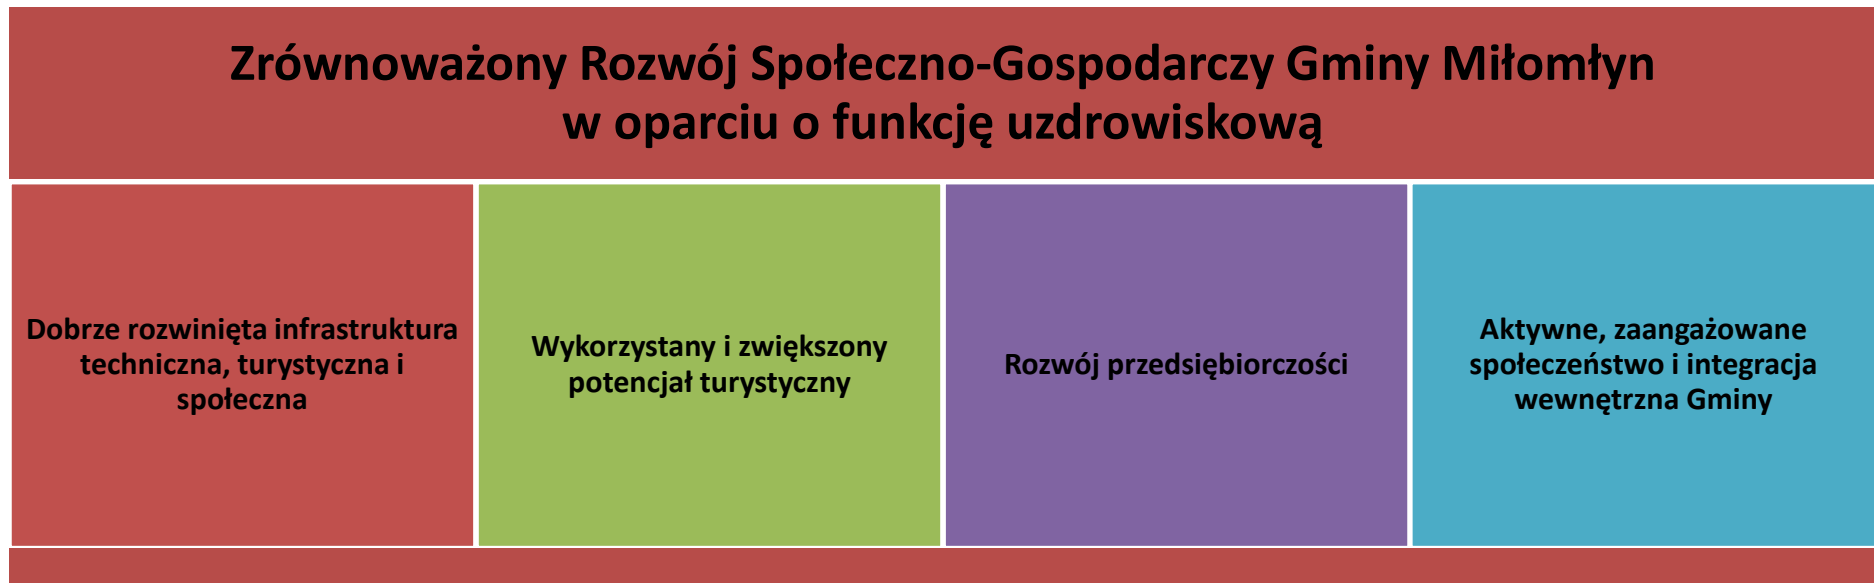 Zrównoważony Rozwój Społeczno-Gospodarczy Gminy Miłomłyn
w oparciu o funkcję uzdrowiskową
Dobrze rozwinięta infrastruktura
techniczna, turystyczna i
społeczna
Wykorzystany i zwiększony
potencjał turystyczny
Rozwój przedsiębiorczości
Aktywne, zaangażowane
społeczeństwo i integracja
wewnętrzna Gminy